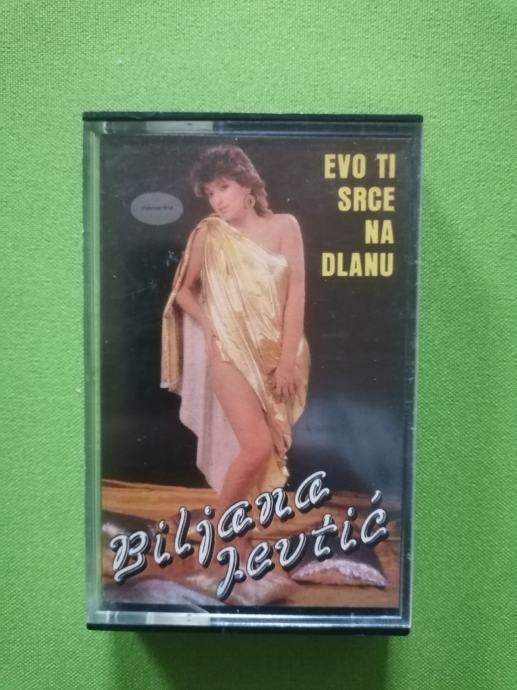 EVO TI
SRCE
NA
DLANU
Biljana
Jevtić